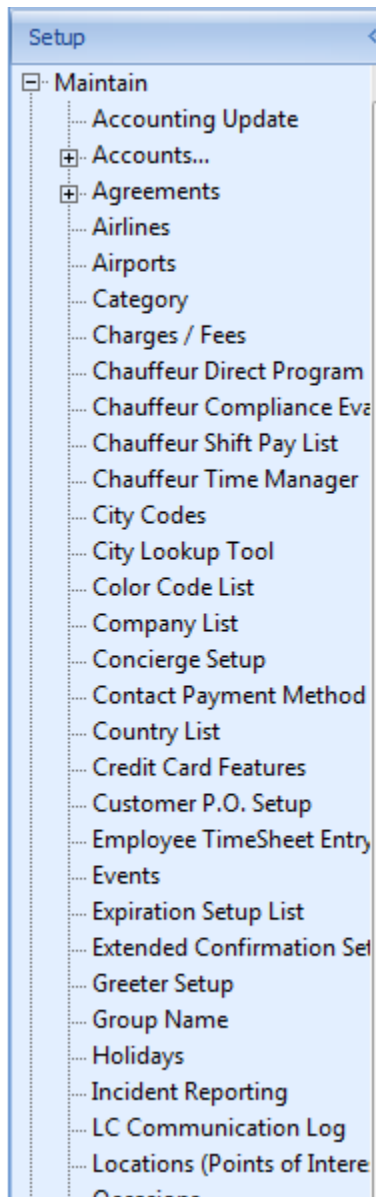 Setup
Maintain
Accounting Update
Accounts...
Agreements
Airlines
Airports
Category
Charges / Fees
Chauffeur Direct Program
Chauffeur Compliance Eva
Chauffeur Shift Pay List
Chauffeur Time Manager
City Codes
City Lookup Tool
Color Code List
Company List
Concierge Setup
Contact Payment Method
Country List
Credit Card Features
Customer P.O. Setup
Employee TimeSheet Entry
Events
Expiration Setup List
Extended Confirmation Set
Greeter Setup
Group Name
Holidays
Incident Reporting
LC Communication Log
Locations (Points of Intere